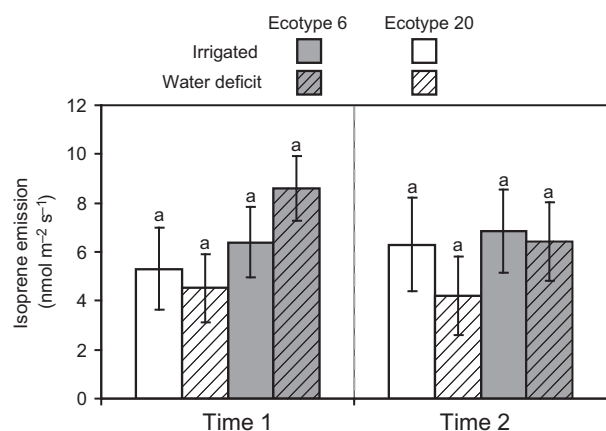 Ecotype 6 Ecotype 20
Irrigated
Water deficit
Isoprene emission
(nmol m⁻² s⁻¹)
12
10
8
6
4
2
0
a a a a a a a a
Time 1 Time 2